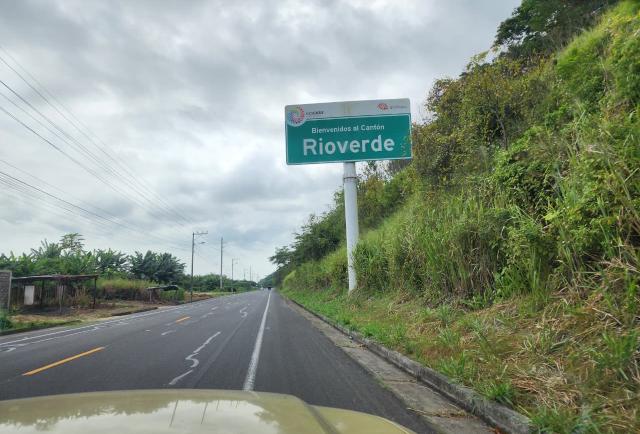 Bienvenidos al Cantón
Rioverde